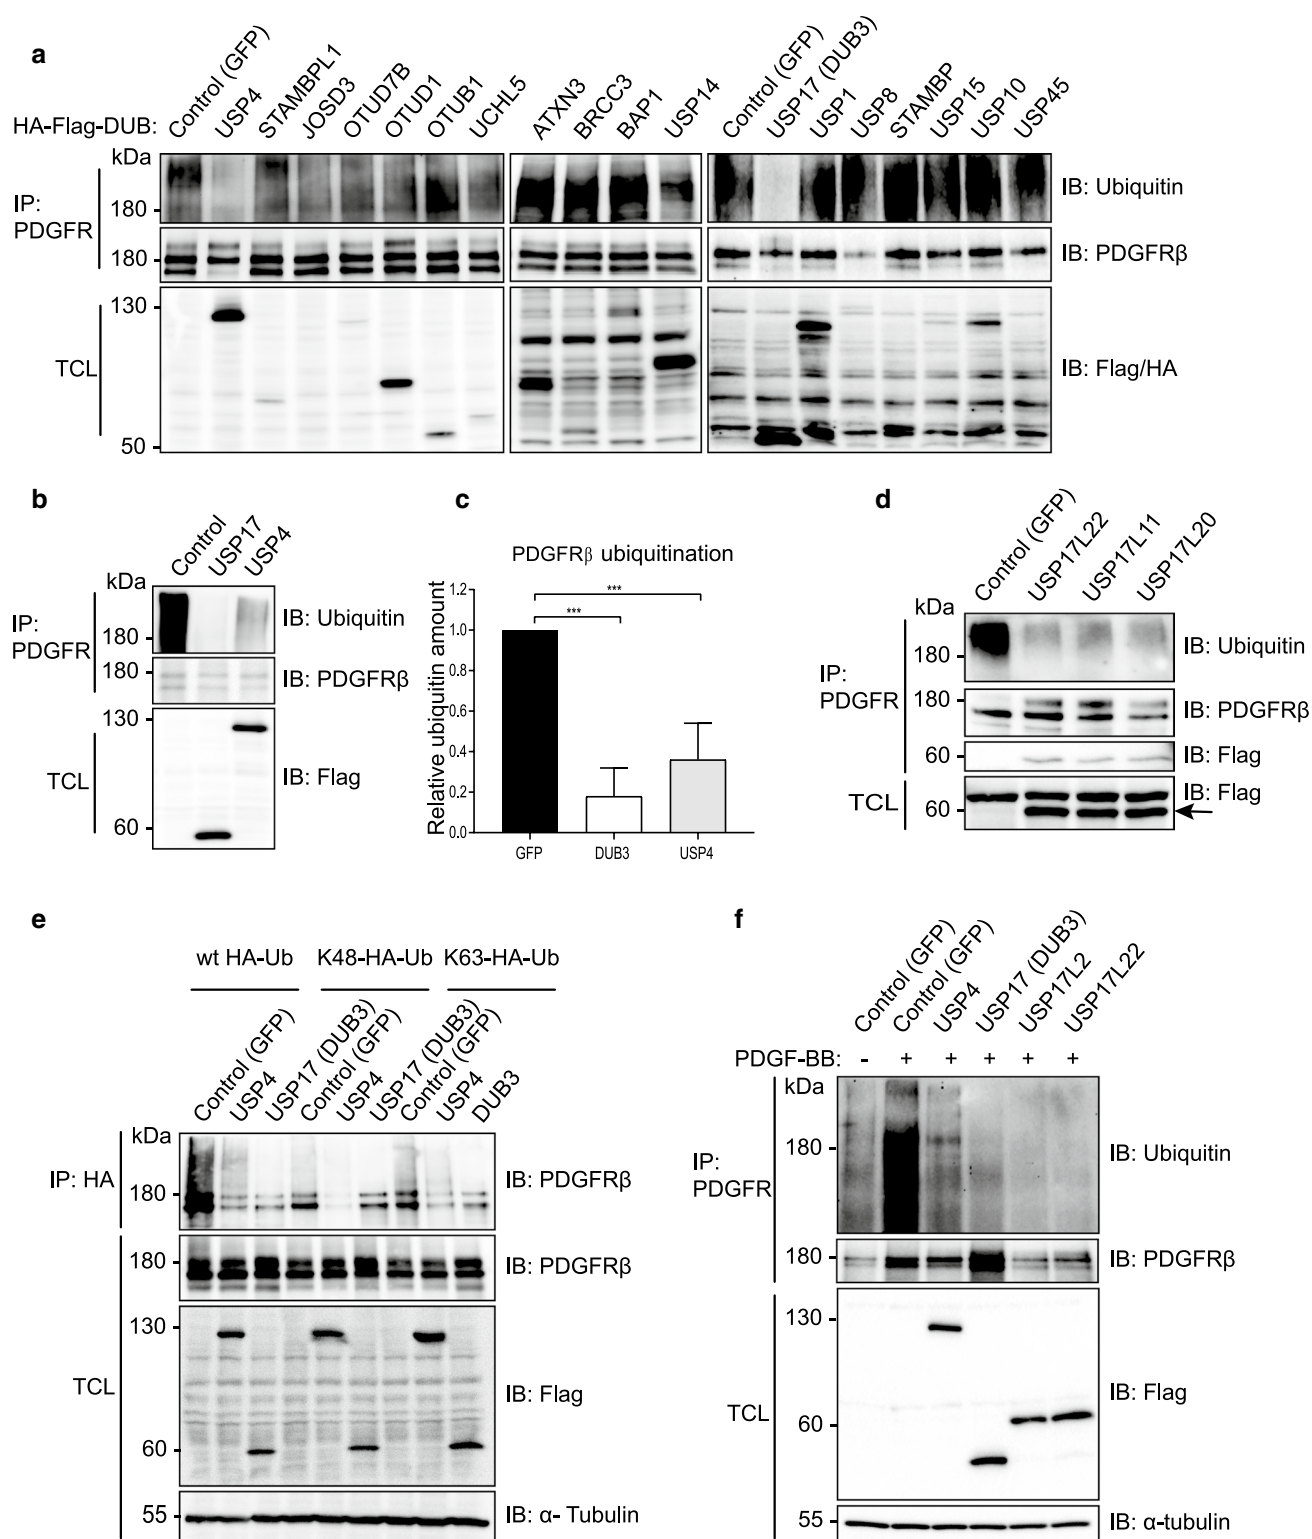 a
HA-Flag-DUB: Control (GFP) USP4 STAMBPL1 JOSD3 OTUD7B OTUD1 OTUB1 UCHL5 ATXN3 BRCC3 BAP1 USP14 Control (GFP) USP17 (DUB3) USP1 USP8 STAMBP USP15 USP10 USP45
kDa
IP: PDGFR
180
IB: Ubiquitin
180
IB: PDGFRβ
TCL
130
50
IB: Flag/HA
b
Control USP17 USP4
kDa
IP: PDGFR
180
IB: Ubiquitin
180
IB: PDGFRβ
TCL
130
60
IB: Flag
c
PDGFRβ ubiquitination
Relative ubiquitin amount
1.2
1.0
0.8
0.6
0.4
0.2
0.0
***
***
GFP DUB3 USP4
d
Control (GFP) USP17L22 USP17L11 USP17L20
kDa
IP: PDGFR
180
IB: Ubiquitin
180
IB: PDGFRβ
60
IB: Flag
TCL
60
IB: Flag
e
wt HA-Ub K48-HA-Ub K63-HA-Ub
Control (GFP) USP4 USP17 (DUB3) Control (GFP) USP4 USP17 (DUB3) Control (GFP) USP4 DUB3
kDa
IP: HA
180
IB: PDGFRβ
TCL
180
IB: PDGFRβ
130
60
IB: Flag
55
IB: α- Tubulin
f
Control (GFP) Control (GFP) USP4 USP17 (DUB3) USP17L2 USP17L22
PDGF-BB: - + + + + +
kDa
IP: PDGFR
180
IB: Ubiquitin
180
IB: PDGFRβ
TCL
130
60
IB: Flag
55
IB: α-tubulin